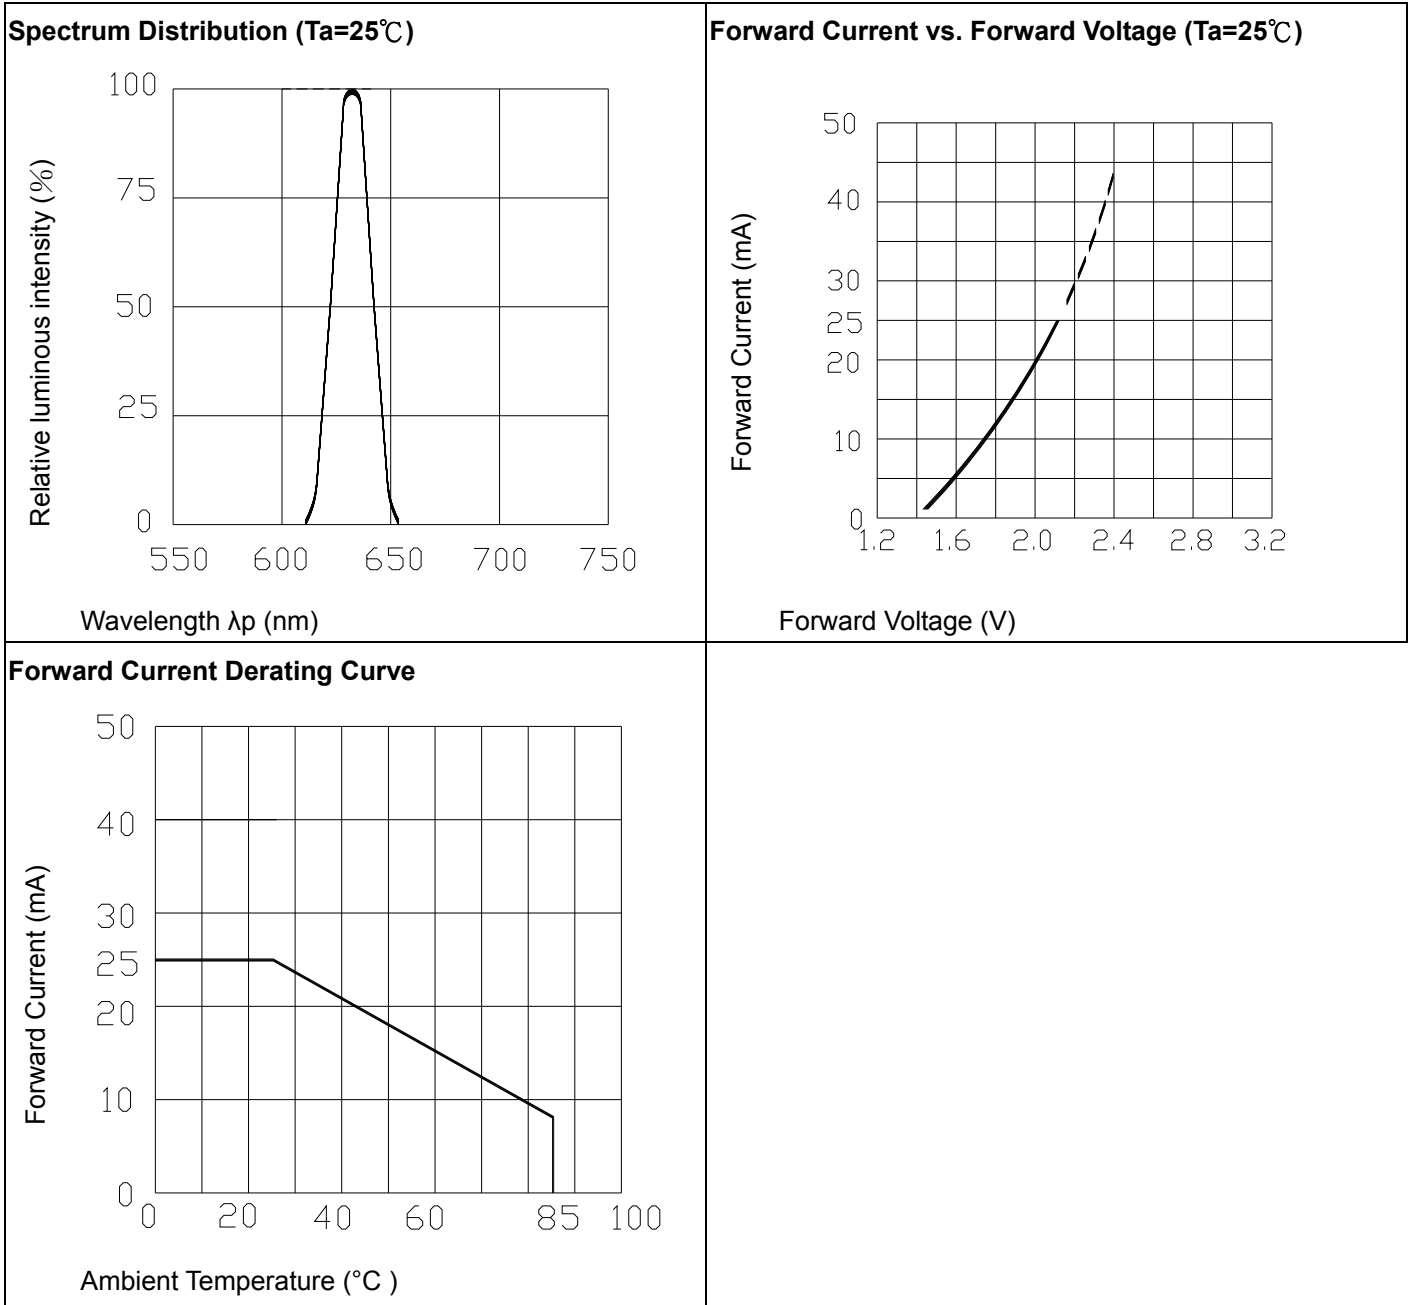 Spectrum Distribution (Ta=25℃)
100
75
50
25
0
550 600 650 700 750
Relative luminous intensity (%)
Wavelength λp (nm)
Forward Current vs. Forward Voltage (Ta=25℃)
50
40
30
25
20
10
0
1.2 1.6 2.0 2.4 2.8 3.2
Forward Current (mA)
Forward Voltage (V)
Forward Current Derating Curve
50
40
30
25
20
10
0
0 20 40 60 85 100
Forward Current (mA)
Ambient Temperature (°C )